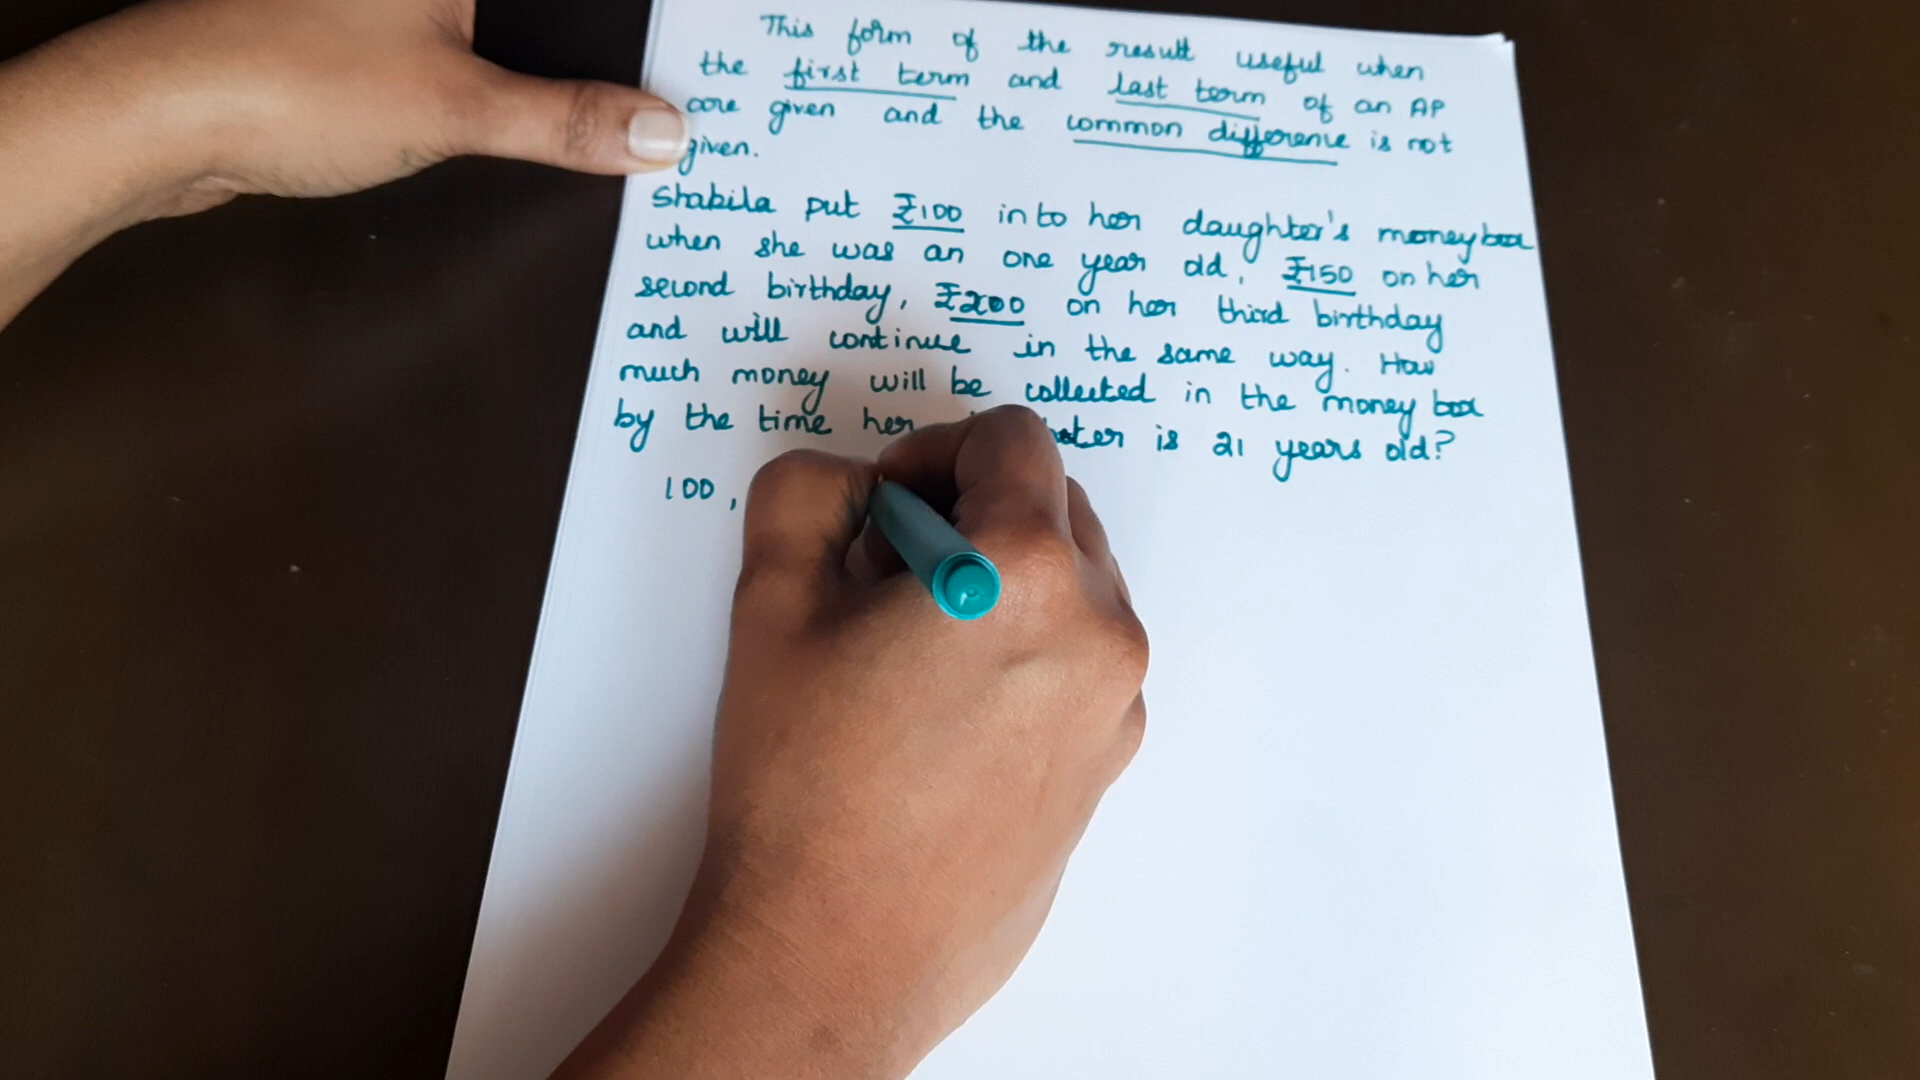 This form of the result useful when
the first term and last term of an AP
are given and the common difference is not
given.
Shakila put ₹100 into her daughter's money box
when she was an one year old, ₹150 on her
second birthday, ₹200 on her third birthday
and will continue in the same way. How
much money will be collected in the money box
by the time her is 21 years old?
100,